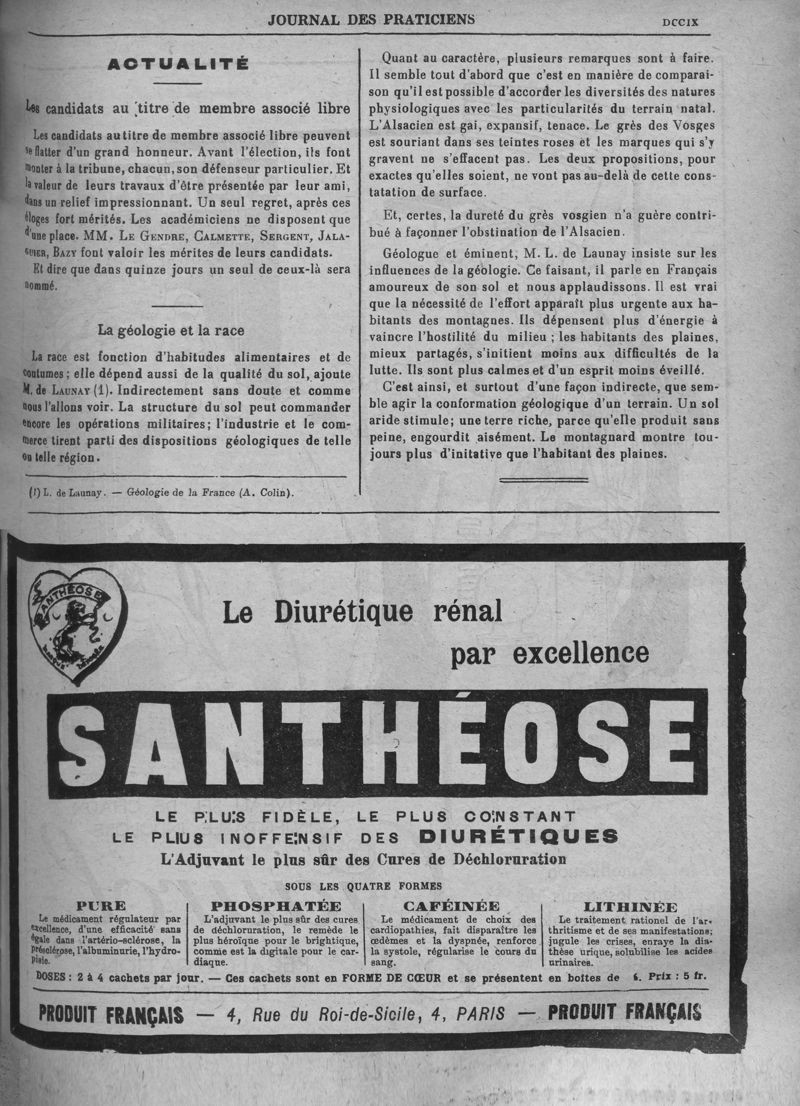 JOURNAL DES PRATICIENS
DCCIX
ACTUALITÉ
Les candidats au titre de membre associé libre
Les candidats au titre de membre associé libre peuvent
se flatter d'un grand honneur. Avant l'élection, ils font
monter à la tribune, chacun, son défenseur particulier. Et
la valeur de leurs travaux d'être présentée par leur ami,
dans un relief impressionnant. Un seul regret, après ces
éloges fort mérités. Les académiciens ne disposent que
d'une place. MM. LE GENDRE, CALMETTE, SERGENT, JALA-
GUIER, BAZY font valoir les mérites de leurs candidats.
Et dire que dans quinze jours un seul de ceux-là sera
nommé.
La géologie et la race
La race est fonction d'habitudes alimentaires et de
coutumes ; elle dépend aussi de la qualité du sol, ajoute
M. de LAUNAY (1). Indirectement sans doute et comme
nous l'allons voir. La structure du sol peut commander
encore les opérations militaires ; l'industrie et le com-
merce tirent parti des dispositions géologiques de telle
ou telle région.
(1) L. de Launay. — Géologie de la France (A. Colin).
Quant au caractère, plusieurs remarques sont à faire.
Il semble tout d'abord que c'est en manière de comparai-
son qu'il est possible d'accorder les diversités des natures
physiologiques avec les particularités du terrain natal.
L'Alsacien est gai, expansif, tenace. Le grès des Vosges
est souriant dans ses teintes roses et les marques qui s'y
gravent ne s'effacent pas. Les deux propositions, pour
exactes qu'elles soient, ne vont pas au-delà de cette cons-
tatation de surface.
Et, certes, la dureté du grès vosgien n'a guère contri-
bué à façonner l'obstination de l'Alsacien.
Géologue et éminent, M. L. de Launay insiste sur les
influences de la géologie. Ce faisant, il parle en Français
amoureux de son sol et nous applaudissons. Il est vrai
que la nécessité de l'effort apparaît plus urgente aux ha-
bitants des montagnes. Ils dépensent plus d'énergie à
vaincre l'hostilité du milieu ; les habitants des plaines,
mieux partagés, s'initient moins aux difficultés de la
lutte. Ils sont plus calmes et d'un esprit moins éveillé.
C'est ainsi, et surtout d'une façon indirecte, que sem-
ble agir la conformation géologique d'un terrain. Un sol
aride stimule ; une terre riche, parce qu'elle produit sans
peine, engourdit aisément. Le montagnard montre tou-
jours plus d'initative que l'habitant des plaines.
SANTHÉOSE
Le Diurétique rénal
par excellence
SANTHÉOSE
LE PLUS FIDÈLE, LE PLUS CONSTANT
LE PLUS INOFFENSIF DES DIURÉTIQUES
L'Adjuvant le plus sûr des Cures de Déchloruration
SOUS LES QUATRE FORMES
PURE
Le médicament régulateur par
excellence, d'une efficacité sans
égale dans l'artério-sclérose, la
présclérose, l'albuminurie, l'hydro-
pisie.
PHOSPHATÉE
L'adjuvant le plus sûr des cures
de déchloruration, le remède le
plus héroïque pour le brightique,
comme est la digitale pour le car-
diaque.
CAFÉINÉE
Le médicament de choix des
cardiopathies, fait disparaître les
œdèmes et la dyspnée, renforce
la systole, régularise le cours du
sang.
LITHINÉE
Le traitement rationel de l'ar-
thritisme et de ses manifestations;
jugule les crises, enraye la dia-
thèse urique, solubilise les acides
urinaires.
DOSES : 2 à 4 cachets par jour. — Ces cachets sont en FORME DE CŒUR et se présentent en boîtes de Prix : 5 fr.
PRODUIT FRANÇAIS — 4, Rue du Roi-de-Sicile, 4, PARIS — PRODUIT FRANÇAIS